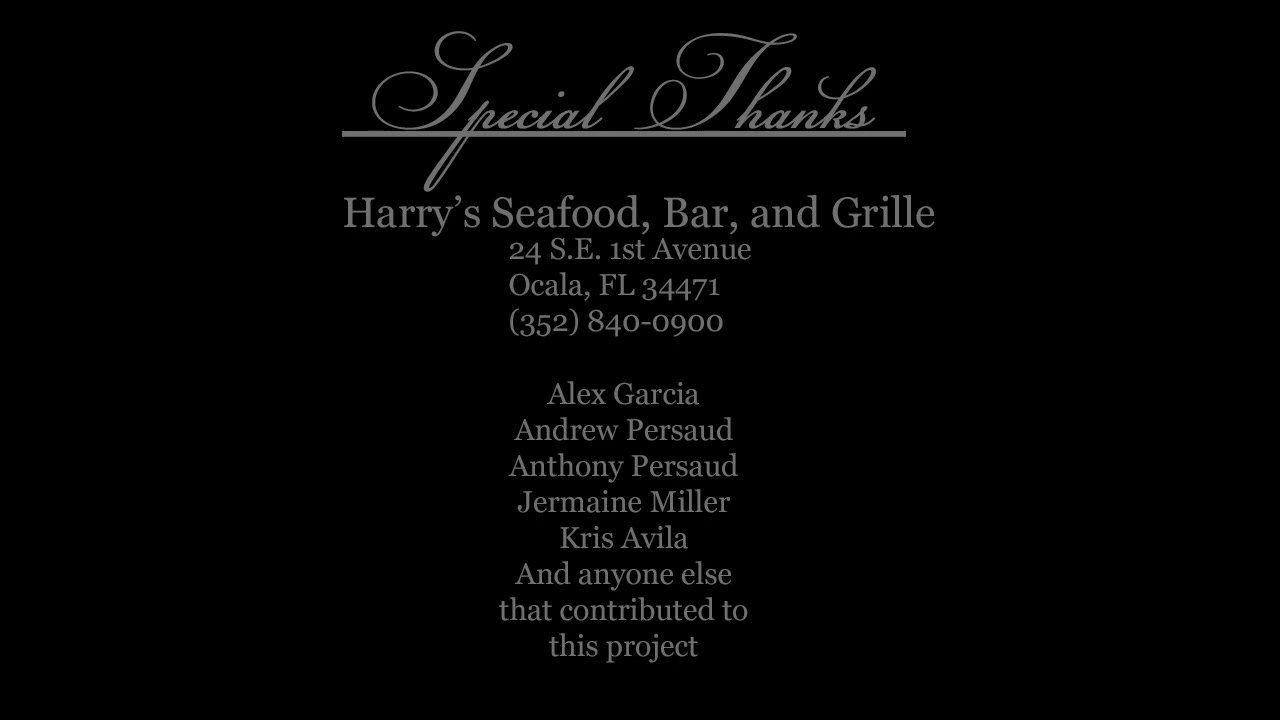 Special Thanks
Harry’s Seafood, Bar, and Grille
24 S.E. 1st Avenue
Ocala, FL 34471
(352) 840-0900
Alex Garcia
Andrew Persaud
Anthony Persaud
Jermaine Miller
Kris Avila
And anyone else
that contributed to
this project